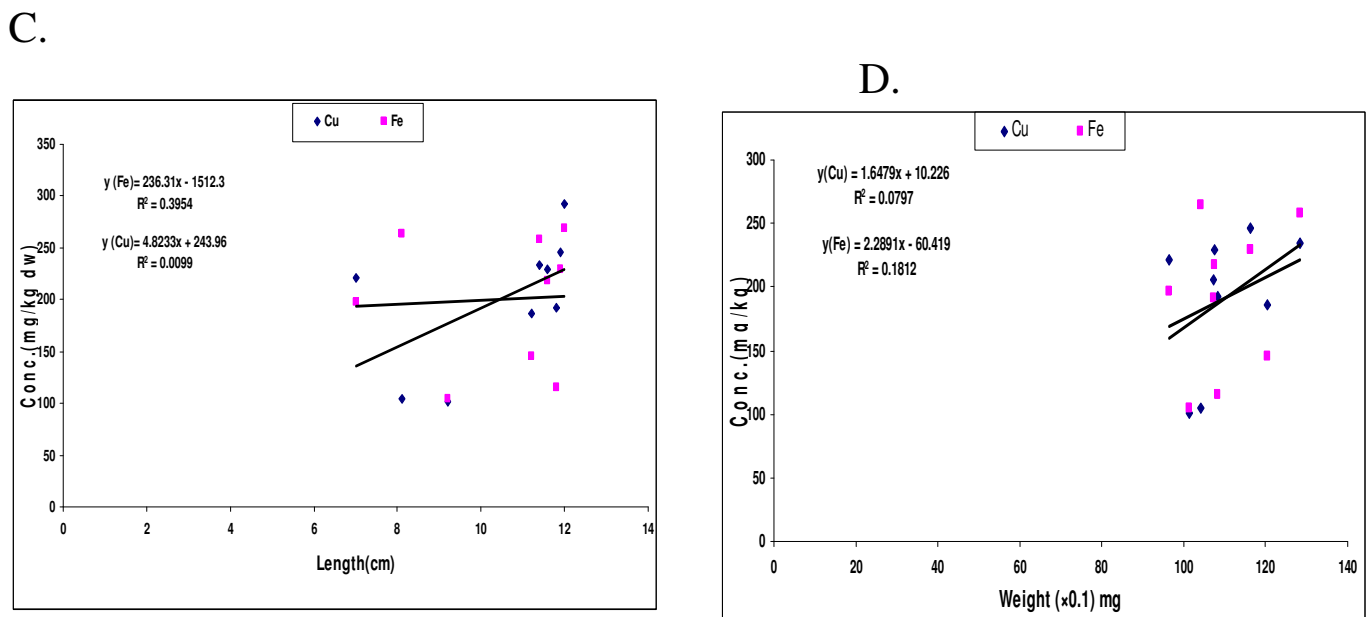 C.
Cu Fe
350
300
250
200
150
100
50
0
y (Fe)= 236.31x - 1512.3
R² = 0.3954
y (Cu)= 4.8233x + 243.96
R² = 0.0099
Conc.(mg/kg dw)
0 2 4 6 8 10 12 14
Length(cm)
D.
Cu Fe
300
250
200
150
100
50
0
y(Cu) = 1.6479x + 10.226
R² = 0.0797
y(Fe) = 2.2891x - 60.419
R² = 0.1812
Conc.(mg/kg)
0 20 40 60 80 100 120 140
Weight (×0.1) mg